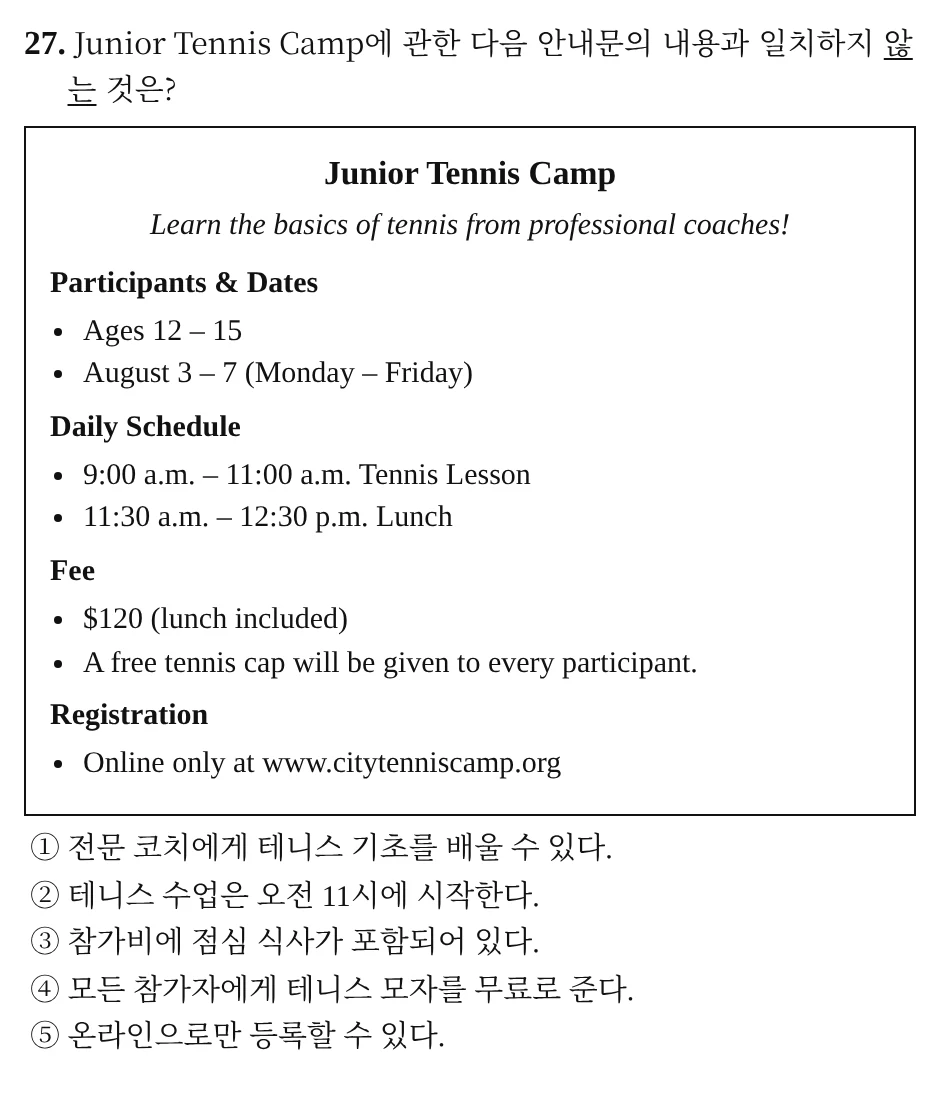 27. Junior Tennis Camp에 관한 다음 안내문의 내용과 일치하지 않
는 것은?
Junior Tennis Camp
Learn the basics of tennis from professional coaches!
Participants & Dates
• Ages 12 – 15
• August 3 – 7 (Monday – Friday)
Daily Schedule
• 9:00 a.m. – 11:00 a.m. Tennis Lesson
• 11:30 a.m. – 12:30 p.m. Lunch
Fee
• $120 (lunch included)
• A free tennis cap will be given to every participant.
Registration
• Online only at www.citytenniscamp.org
① 전문 코치에게 테니스 기초를 배울 수 있다.
② 테니스 수업은 오전 11시에 시작한다.
③ 참가비에 점심 식사가 포함되어 있다.
④ 모든 참가자에게 테니스 모자를 무료로 준다.
⑤ 온라인으로만 등록할 수 있다.